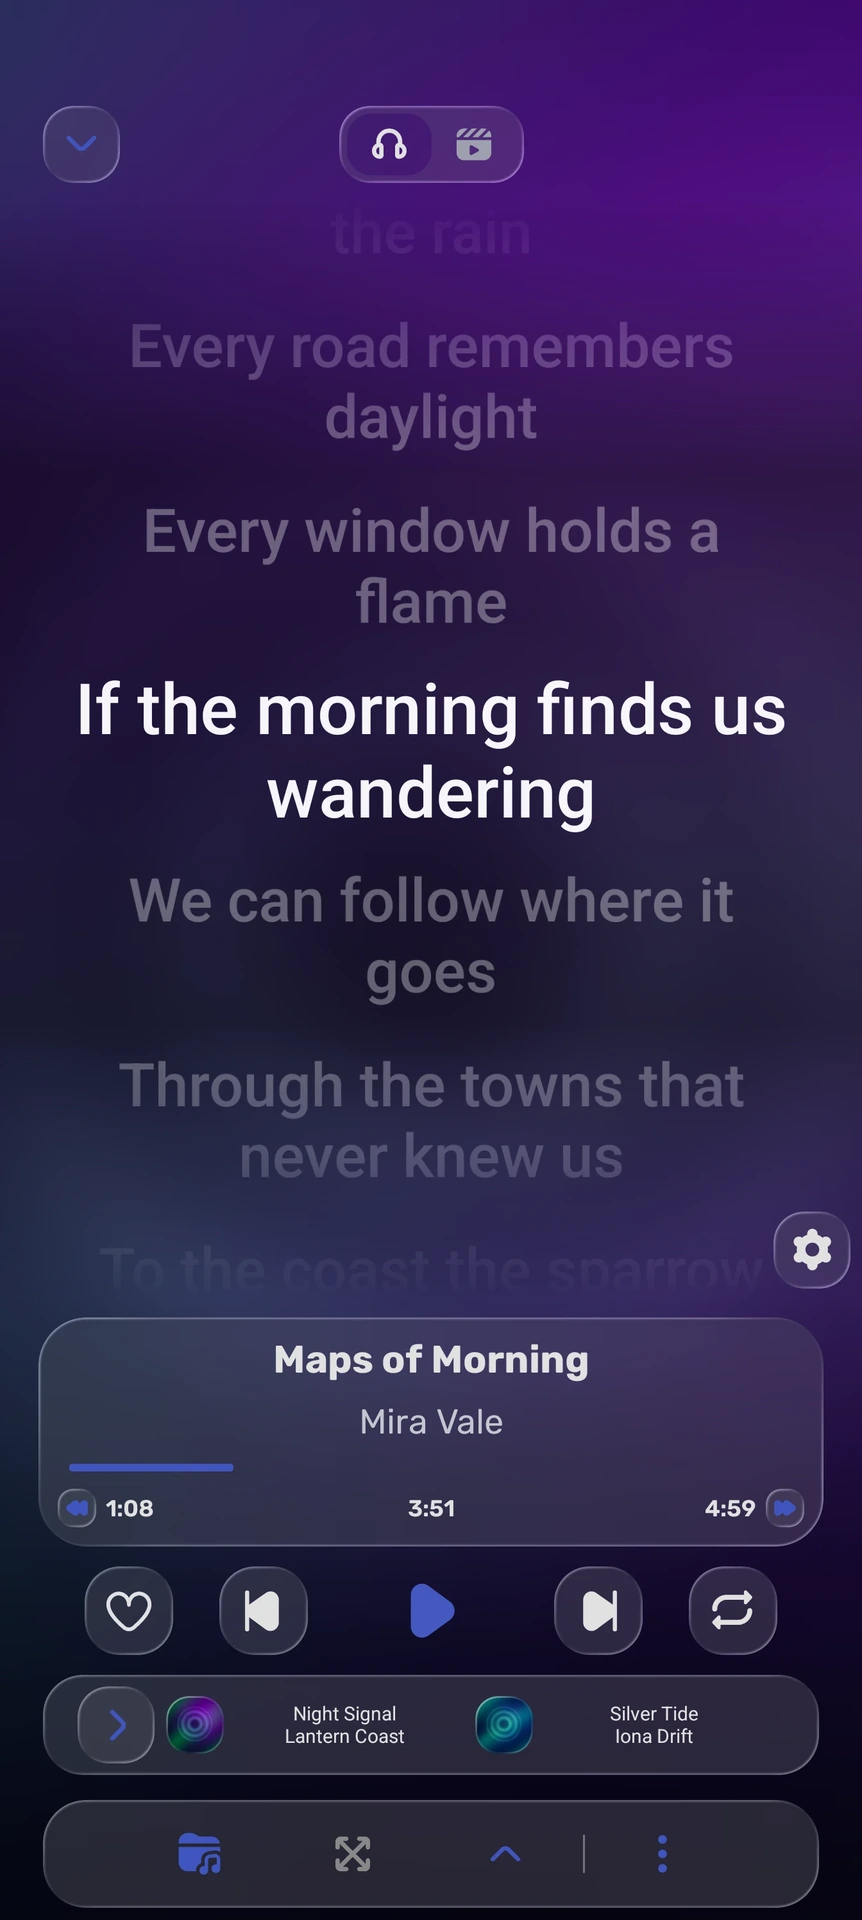 the rain
Every road remembers
daylight
Every window holds a
flame
If the morning finds us
wandering
We can follow where it
goes
Through the towns that
never knew us
To the coast the sparrow
Maps of Morning
Mira Vale
1:08
3:51
4:59
Night Signal
Lantern Coast
Silver Tide
Iona Drift